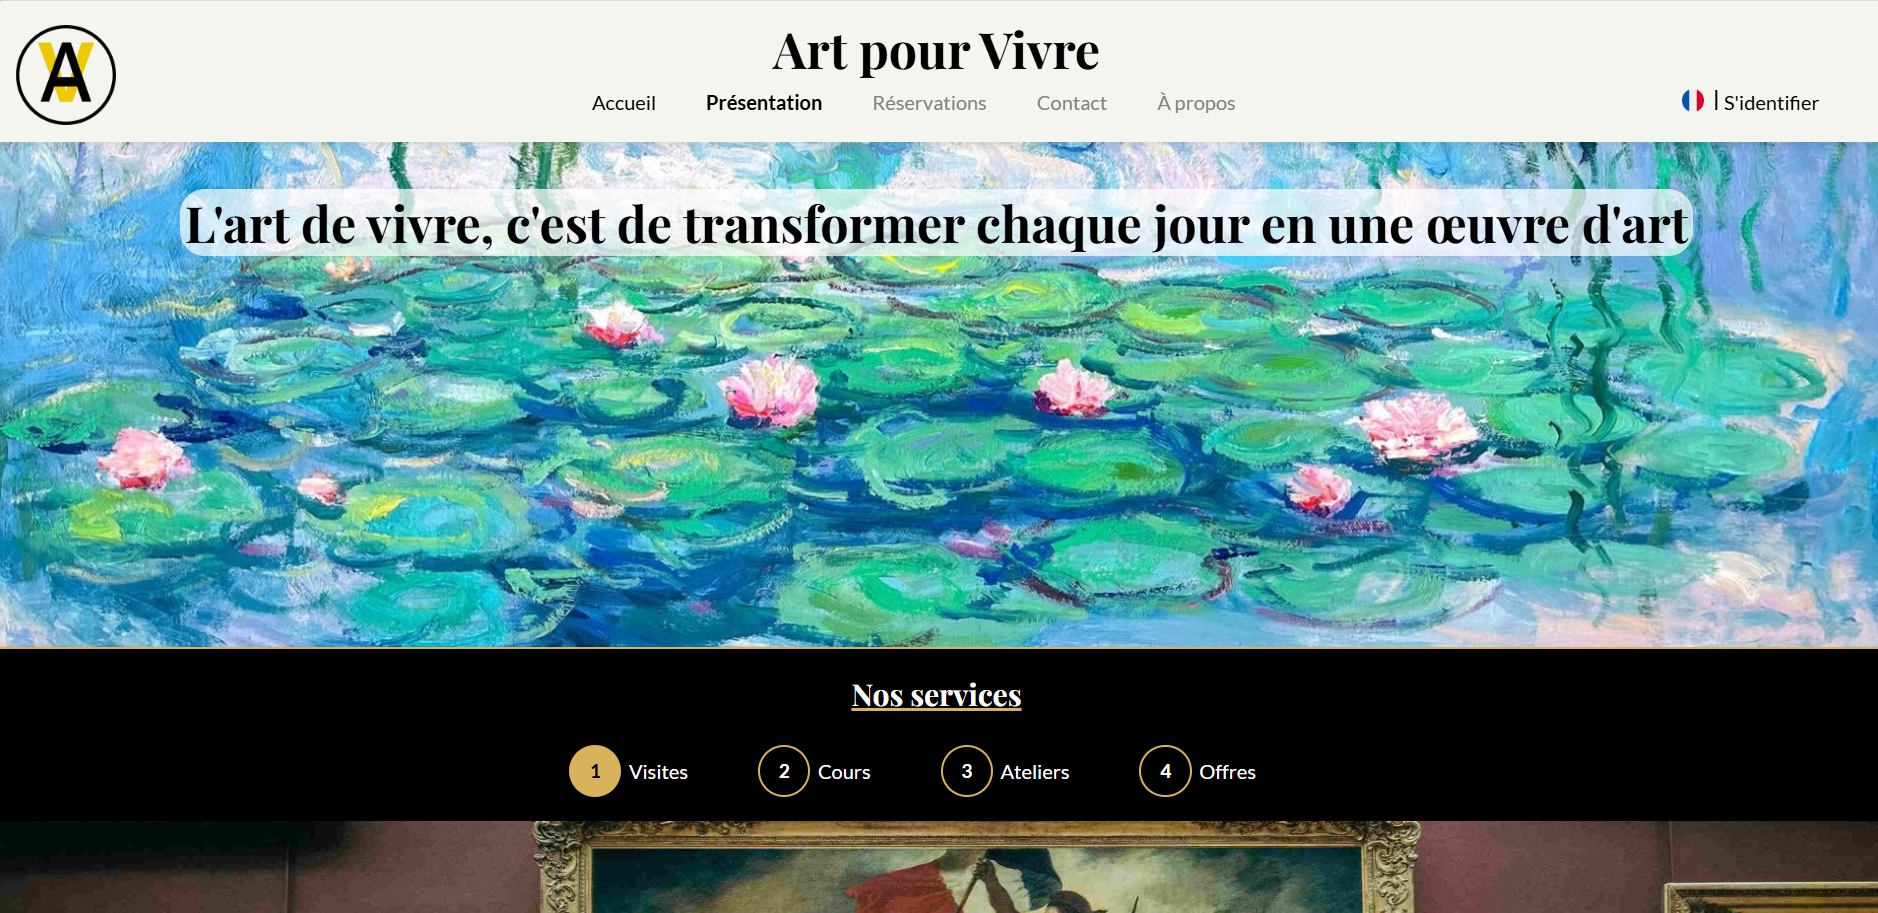 AV
Art pour Vivre
Accueil Présentation Réservations Contact À propos
| S'identifier
L'art de vivre, c'est de transformer chaque jour en une œuvre d'art
Nos services
1 Visites 2 Cours 3 Ateliers 4 Offres